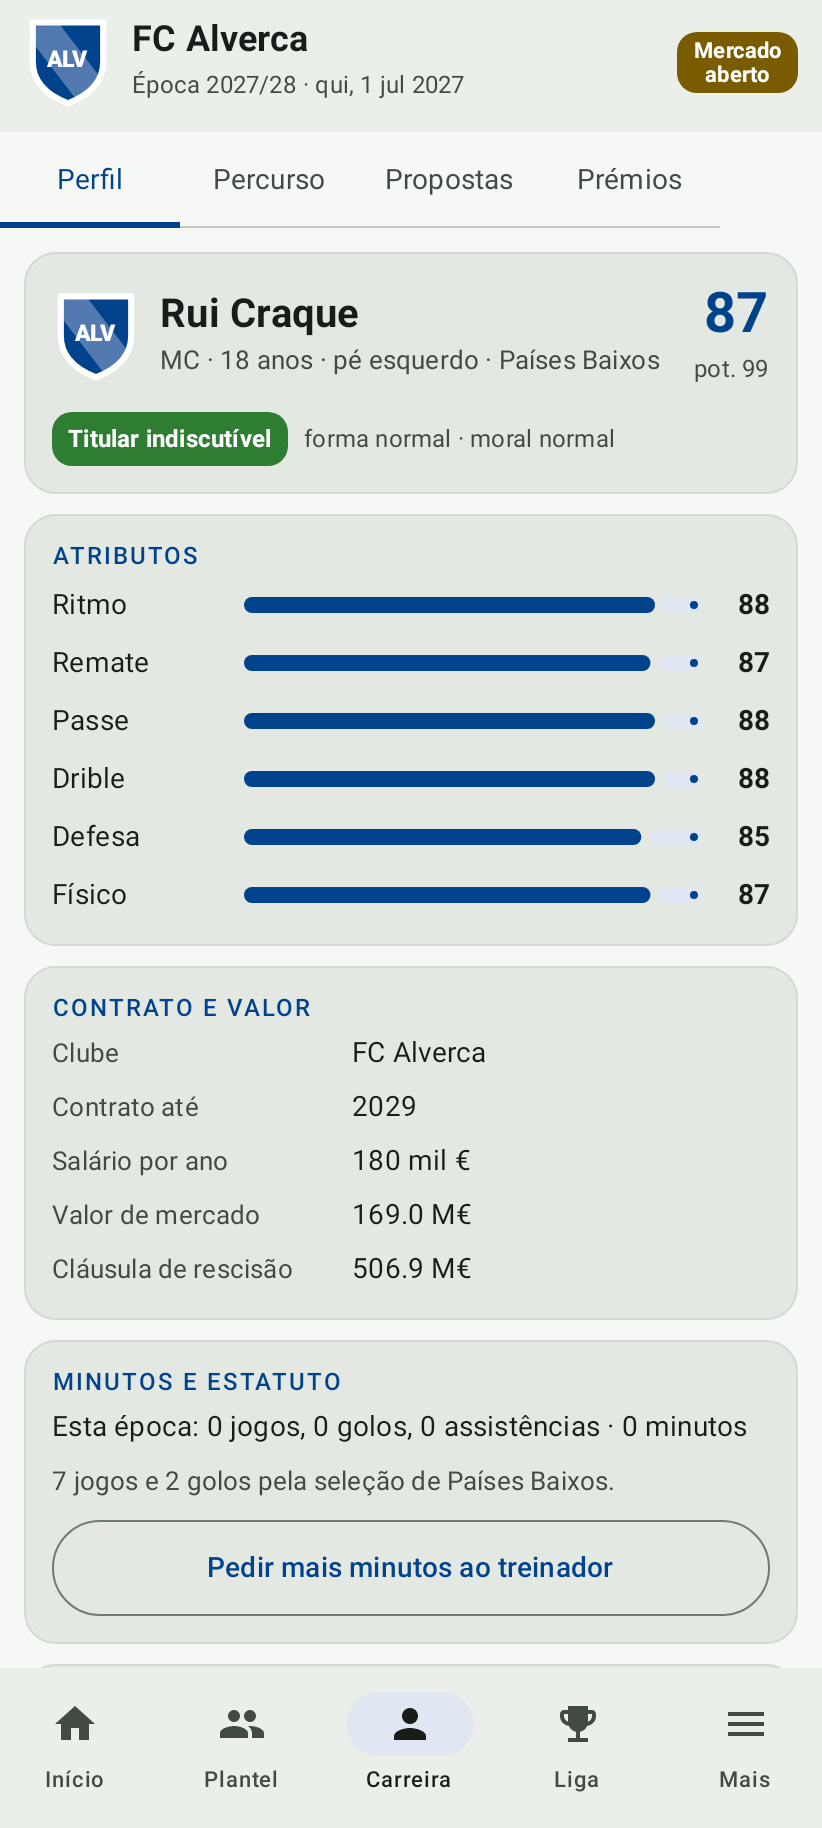 ALV
FC Alverca
Época 2027/28 · qui, 1 jul 2027
Mercado
aberto
Perfil
Percurso
Propostas
Prémios
ALV
Rui Craque
MC · 18 anos · pé esquerdo · Países Baixos
87
pot. 99
Titular indiscutível
forma normal · moral normal
ATRIBUTOS
Ritmo 88
Remate 87
Passe 88
Drible 88
Defesa 85
Físico 87
CONTRATO E VALOR
Clube FC Alverca
Contrato até 2029
Salário por ano 180 mil €
Valor de mercado 169.0 M€
Cláusula de rescisão 506.9 M€
MINUTOS E ESTATUTO
Esta época: 0 jogos, 0 golos, 0 assistências · 0 minutos
7 jogos e 2 golos pela seleção de Países Baixos.
Pedir mais minutos ao treinador
Início
Plantel
Carreira
Liga
Mais